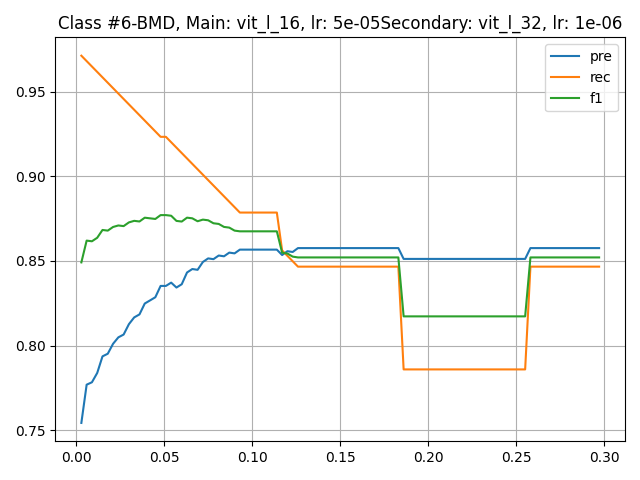 Class #6-BMD, Main: vit_l_16, lr: 5e-05Secondary: vit_l_32, lr: 1e-06
pre
rec
f1
0.95
0.90
0.85
0.80
0.75
0.00 0.05 0.10 0.15 0.20 0.25 0.30